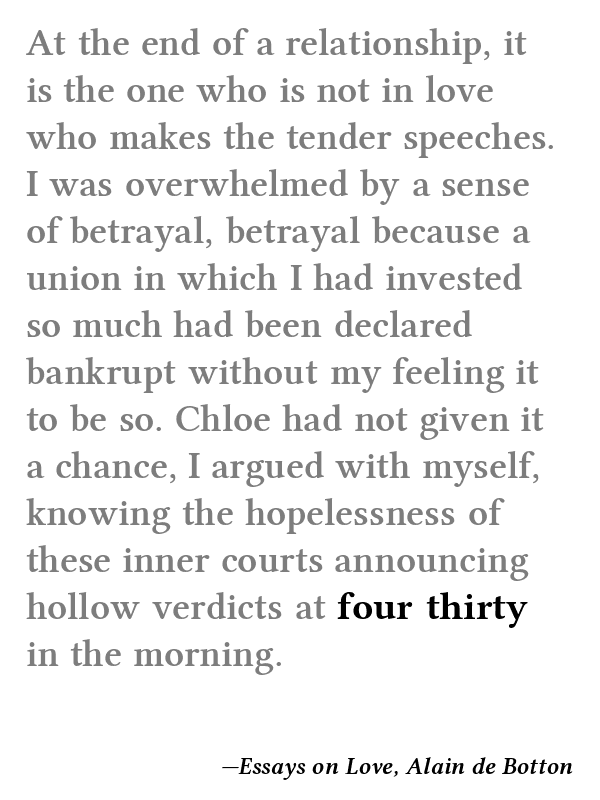 At the end of a relationship, it
is the one who is not in love
who makes the tender speeches.
I was overwhelmed by a sense
of betrayal, betrayal because a
union in which I had invested
so much had been declared
bankrupt without my feeling it
to be so. Chloe had not given it
a chance, I argued with myself,
knowing the hopelessness of
these inner courts announcing
hollow verdicts at four thirty
in the morning.
—Essays on Love, Alain de Botton